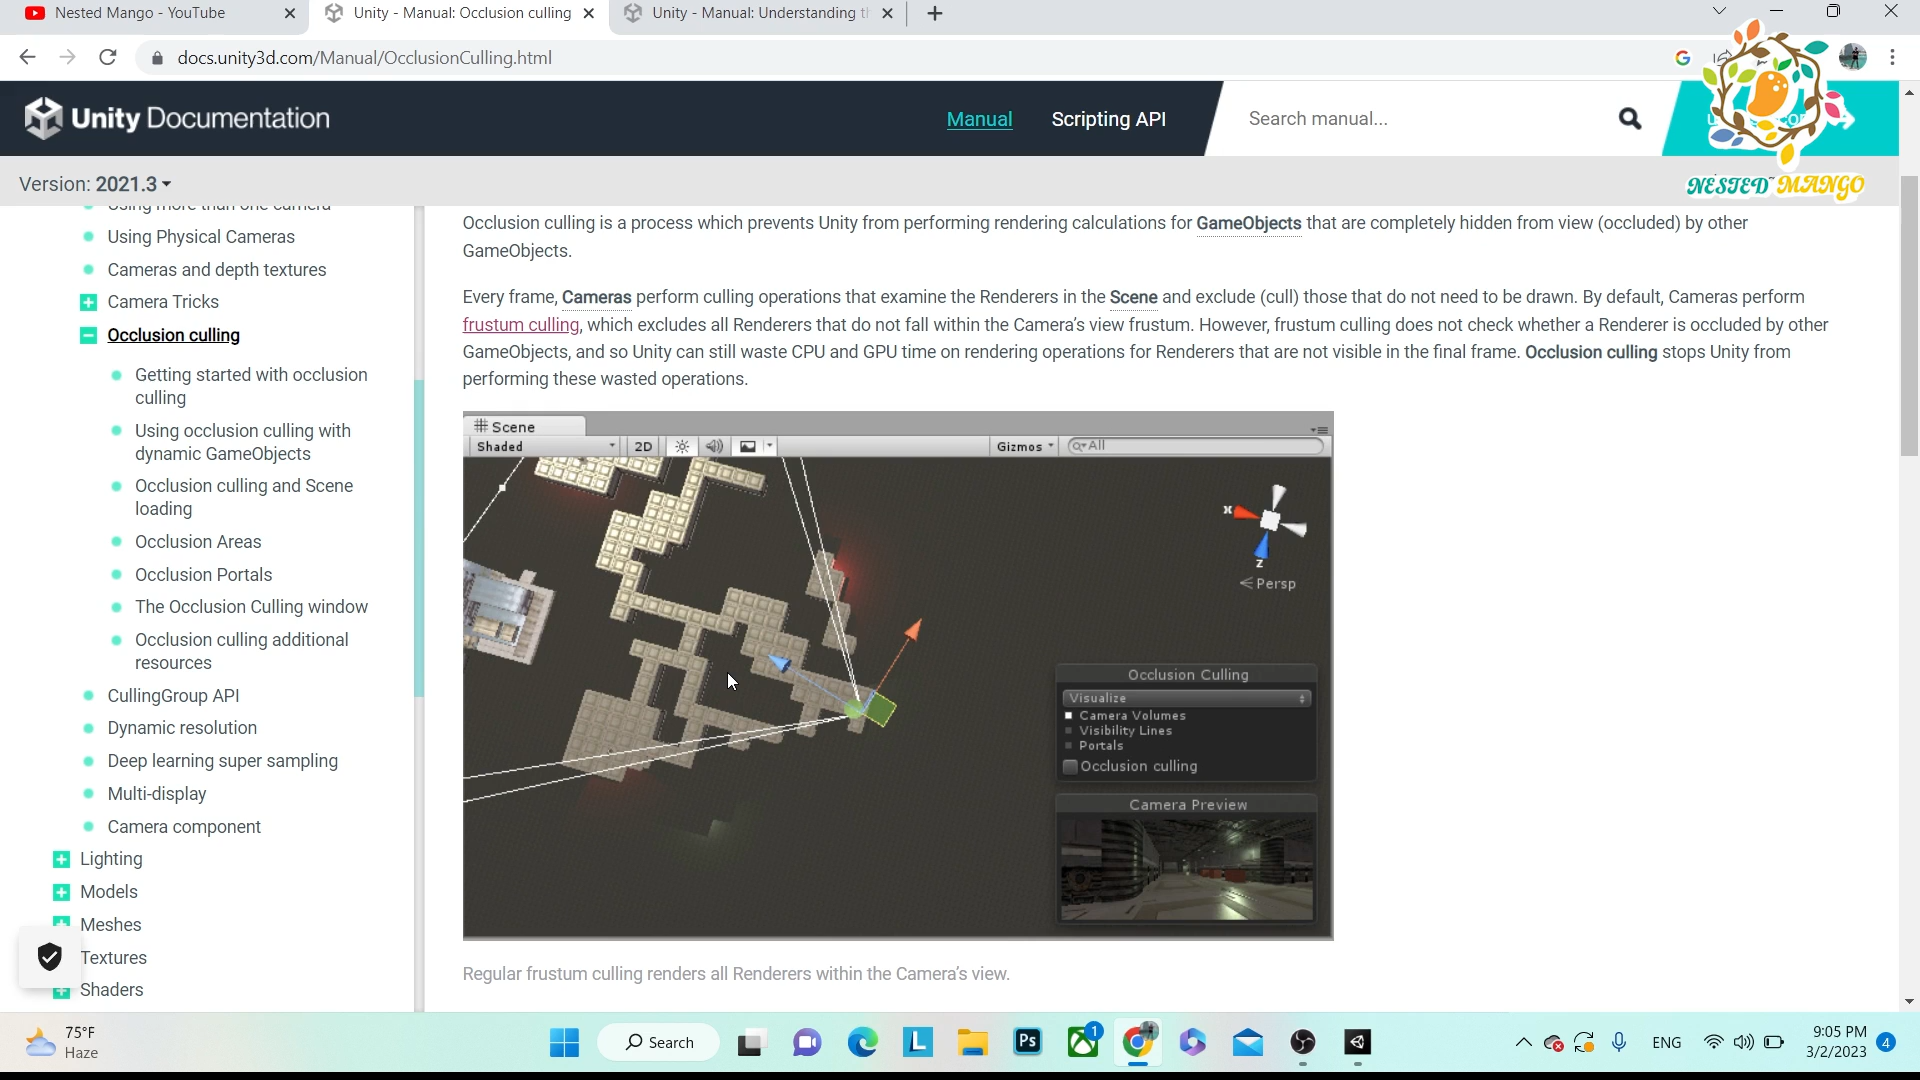 Nested Mango - YouTube
Unity - Manual: Occlusion culling
Unity - Manual: Understanding
docs.unity3d.com/Manual/OcclusionCulling.html
Unity Documentation
Manual
Scripting API
Search manual...
NESTED MANGO
Version: 2021.3
Using more than one camera
Using Physical Cameras
Cameras and depth textures
Camera Tricks
Occlusion culling
Getting started with occlusion
culling
Using occlusion culling with
dynamic GameObjects
Occlusion culling and Scene
loading
Occlusion Areas
Occlusion Portals
The Occlusion Culling window
Occlusion culling additional
resources
CullingGroup API
Dynamic resolution
Deep learning super sampling
Multi-display
Camera component
Lighting
Models
Meshes
Textures
Shaders
Occlusion culling is a process which prevents Unity from performing rendering calculations for GameObjects that are completely hidden from view (occluded) by other
GameObjects.
Every frame, Cameras perform culling operations that examine the Renderers in the Scene and exclude (cull) those that do not need to be drawn. By default, Cameras perform
frustum culling, which excludes all Renderers that do not fall within the Camera's view frustum. However, frustum culling does not check whether a Renderer is occluded by other
GameObjects, and so Unity can still waste CPU and GPU time on rendering operations for Renderers that are not visible in the final frame. Occlusion culling stops Unity from
performing these wasted operations.
Scene
Shaded
2D
Gizmos
All
x
z
Persp
Occlusion Culling
Visualize
Camera Volumes
Visibility Lines
Portals
Occlusion culling
Camera Preview
Regular frustum culling renders all Renderers within the Camera's view.
75°F
Haze
Search
L
Ps
1
ENG
9:05 PM
3/2/2023
4